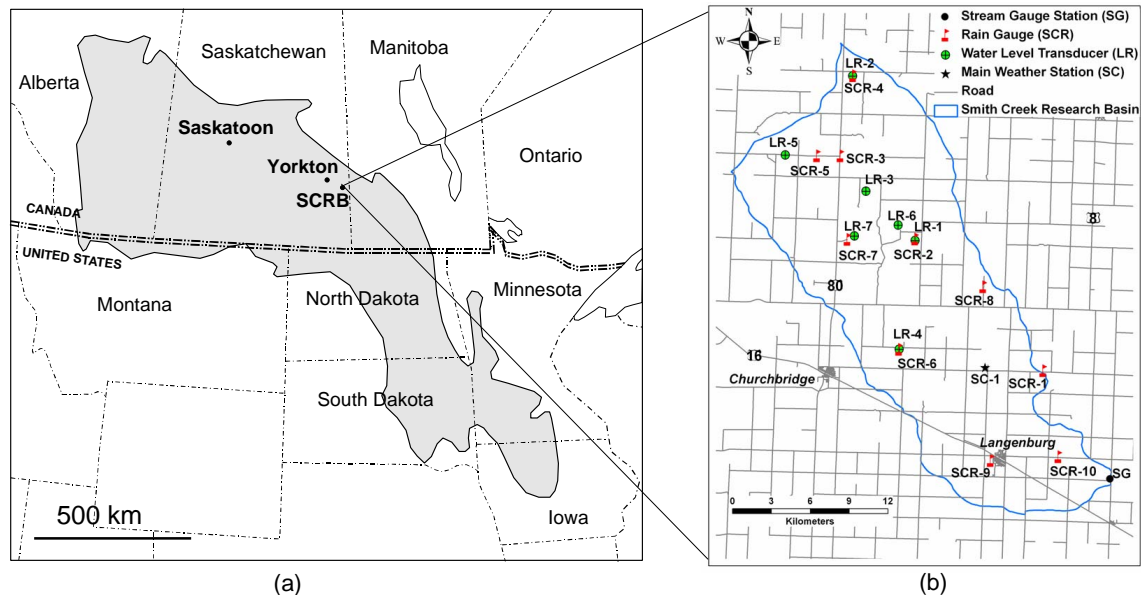 Saskatchewan
Manitoba
Alberta
Saskatoon
Ontario
Yorkton
SCRB
CANADA
UNITED STATES
Montana
North Dakota
Minnesota
South Dakota
500 km
Iowa
(a)
N
W E
S
Stream Gauge Station (SG)
Rain Gauge (SCR)
Water Level Transducer (LR)
Main Weather Station (SC)
Road
Smith Creek Research Basin
LR-2
SCR-4
LR-5
SCR-3
SCR-5
LR-3
LR-6
8
LR-7
LR-1
SCR-7
SCR-2
80
SCR-8
LR-4
16
SCR-6
SC-1
SCR-1
Churchbridge
Langenburg
SCR-9
SCR-10
SG
0 3 6 9 12
Kilometers
(b)